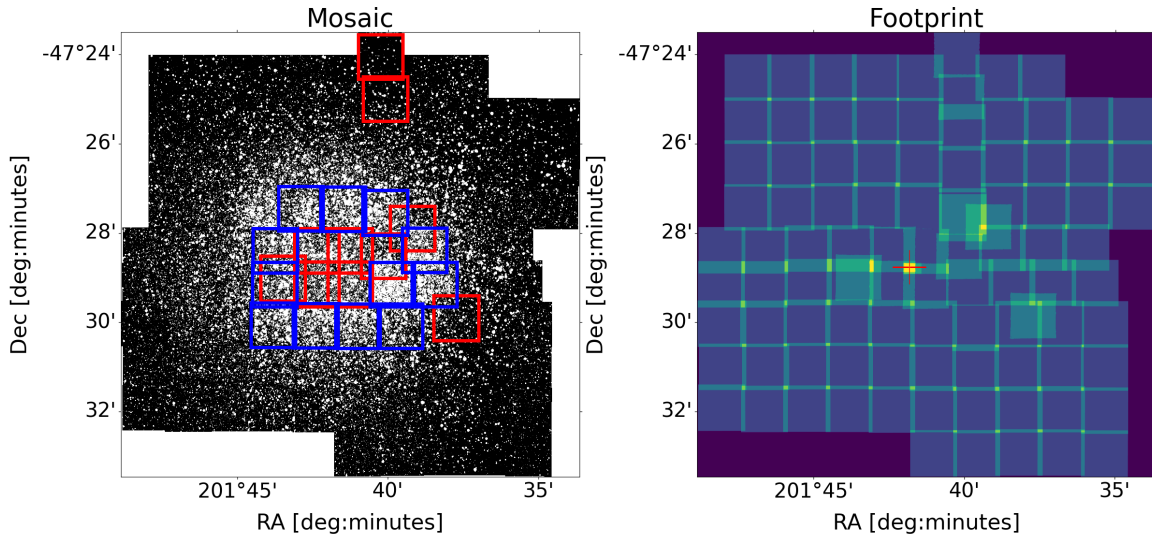 Mosaic
-47°24'
26'
28'
30'
32'
201°45'
40'
35'
RA [deg:minutes]
Dec [deg:minutes]
Footprint
-47°24'
26'
28'
30'
32'
201°45'
40'
35'
RA [deg:minutes]
Dec [deg:minutes]